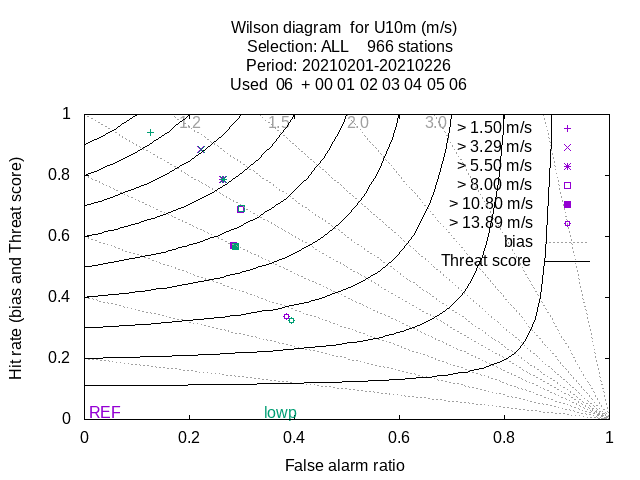 Wilson diagram  for U10m (m/s)
Selection: ALL    966 stations
Period: 20210201-20210226
Used  06  + 00 01 02 03 04 05 06
Hit rate (bias and Threat score)
1
0.8
0.6
0.4
0.2
0
1.2
1.5
2.0
3.0
> 1.50 m/s
> 3.29 m/s
> 5.50 m/s
> 8.00 m/s
> 10.80 m/s
> 13.89 m/s
bias
Threat score
REF
lowp
0
0.2
0.4
0.6
0.8
1
False alarm ratio